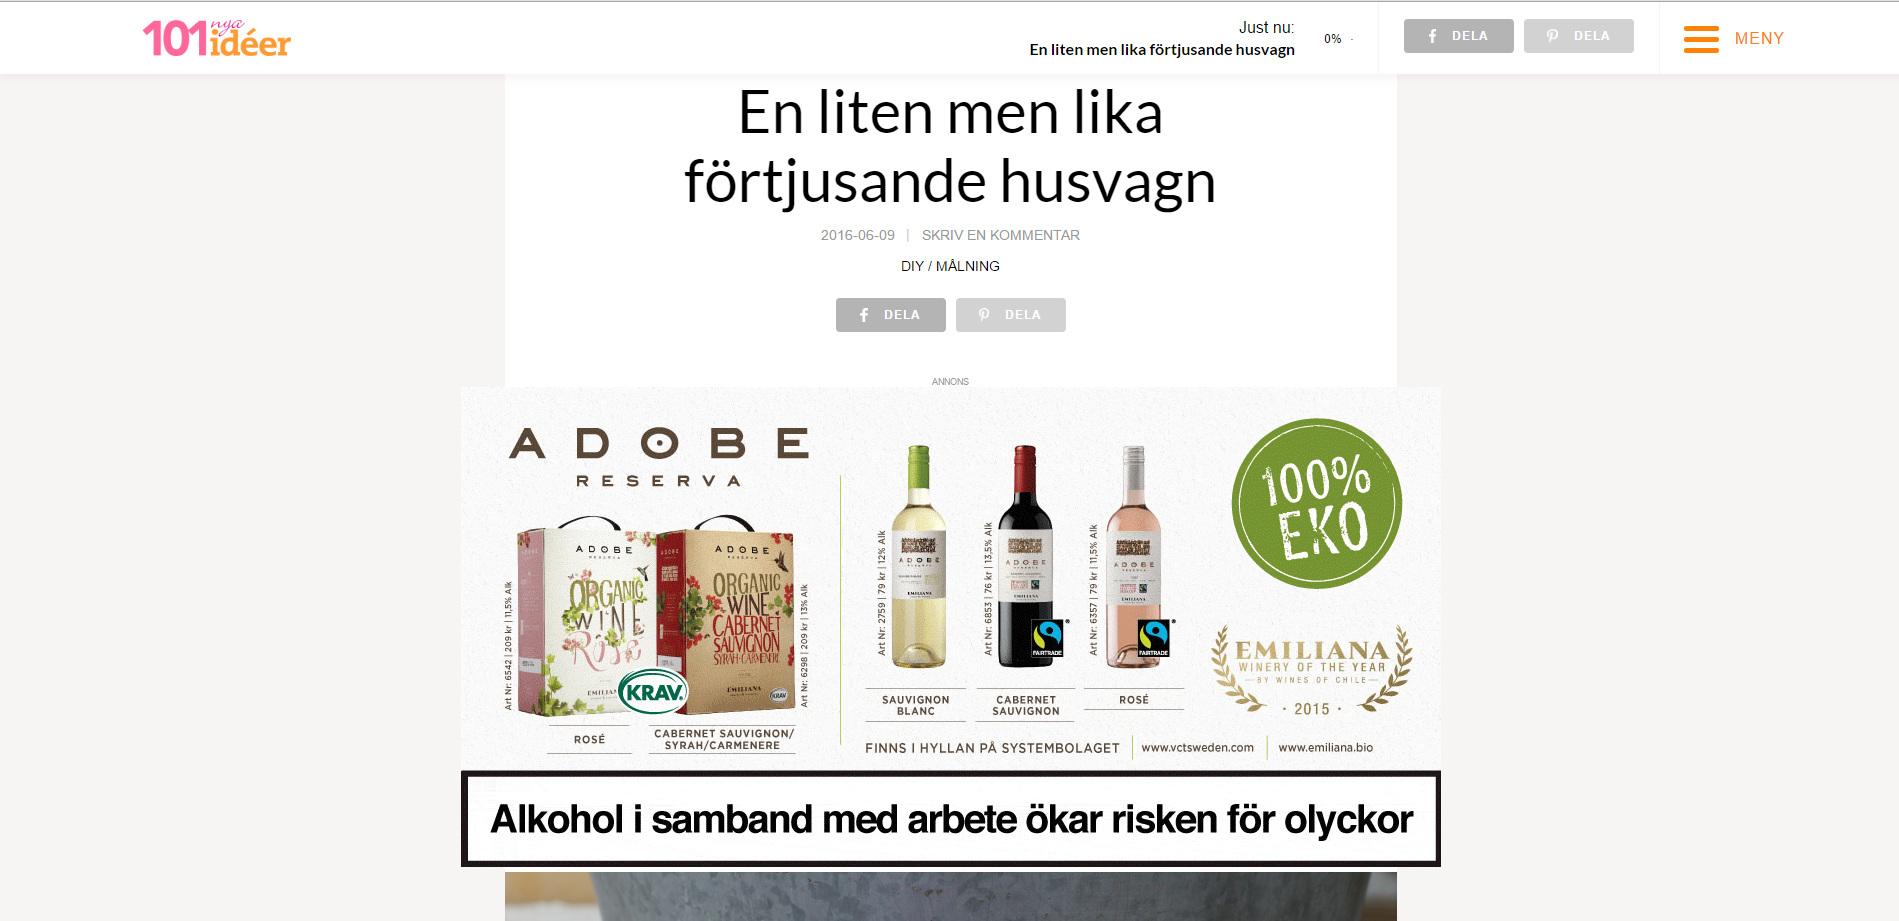 101 nya idéer
Just nu:
En liten men lika förtjusande husvagn
0%
DELA
DELA
MENY
En liten men lika
förtjusande husvagn
2016-06-09 | SKRIV EN KOMMENTAR
DIY / MÅLNING
DELA
DELA
ANNONS
ADOBE
RESERVA
Art Nr: 6542 | 209 kr | 11,5% Alk
ADOBE
RESERVA
ORGANIC
WINE
Rosé
EMILIANA
KRAV
ADOBE
RESERVA
ORGANIC
WINE
CABERNET
SAUVIGNON
SYRAH-CARMENERE
EMILIANA
KRAV
Art Nr: 6298 | 209 kr | 13% Alk
ROSÉ
CABERNET SAUVIGNON/
SYRAH/CARMENERE
Art Nr: 2759 | 79 kr | 12% Alk
ADOBE
EMILIANA
SAUVIGNON
BLANC
Art Nr: 6853 | 76 kr | 13,5% Alk
ADOBE
EMILIANA
FAIRTRADE
CABERNET
SAUVIGNON
Art Nr: 6357 | 79 kr | 11,5% Alk
ADOBE
EMILIANA
FAIRTRADE
ROSÉ
100%
EKO
EMILIANA
WINERY OF THE YEAR
BY WINES OF CHILE
· 2015 ·
FINNS I HYLLAN PÅ SYSTEMBOLAGET | www.vctsweden.com | www.emiliana.bio
Alkohol i samband med arbete ökar risken för olyckor